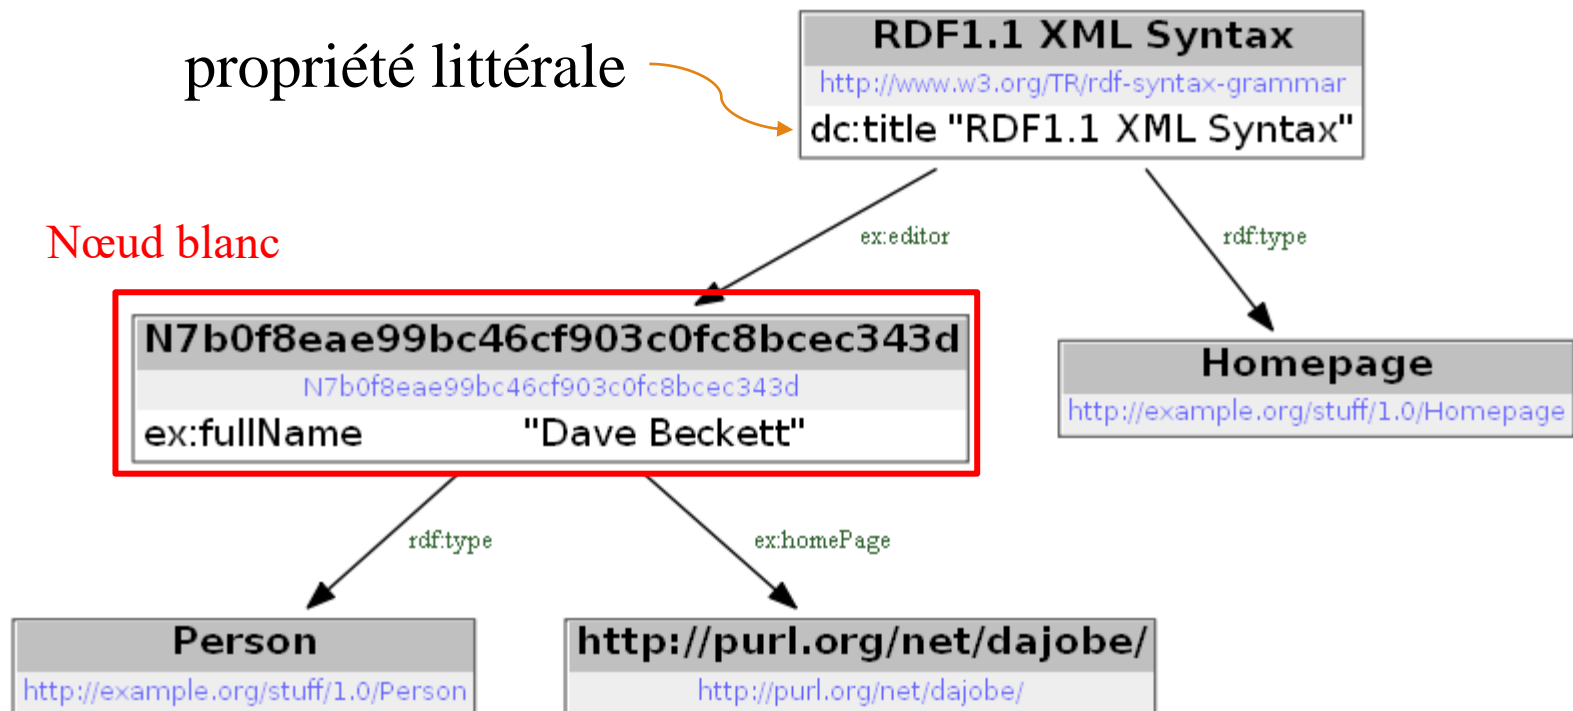 RDF1.1 XML Syntax
http://www.w3.org/TR/rdf-syntax-grammar
dc:title "RDF1.1 XML Syntax"
propriété littérale
ex:editor
rdf:type
Nœud blanc
N7b0f8eae99bc46cf903c0fc8bcec343d
N7b0f8eae99bc46cf903c0fc8bcec343d
ex:fullName "Dave Beckett"
Homepage
http://example.org/stuff/1.0/Homepage
rdf:type
ex:homePage
Person
http://example.org/stuff/1.0/Person
http://purl.org/net/dajobe/
http://purl.org/net/dajobe/